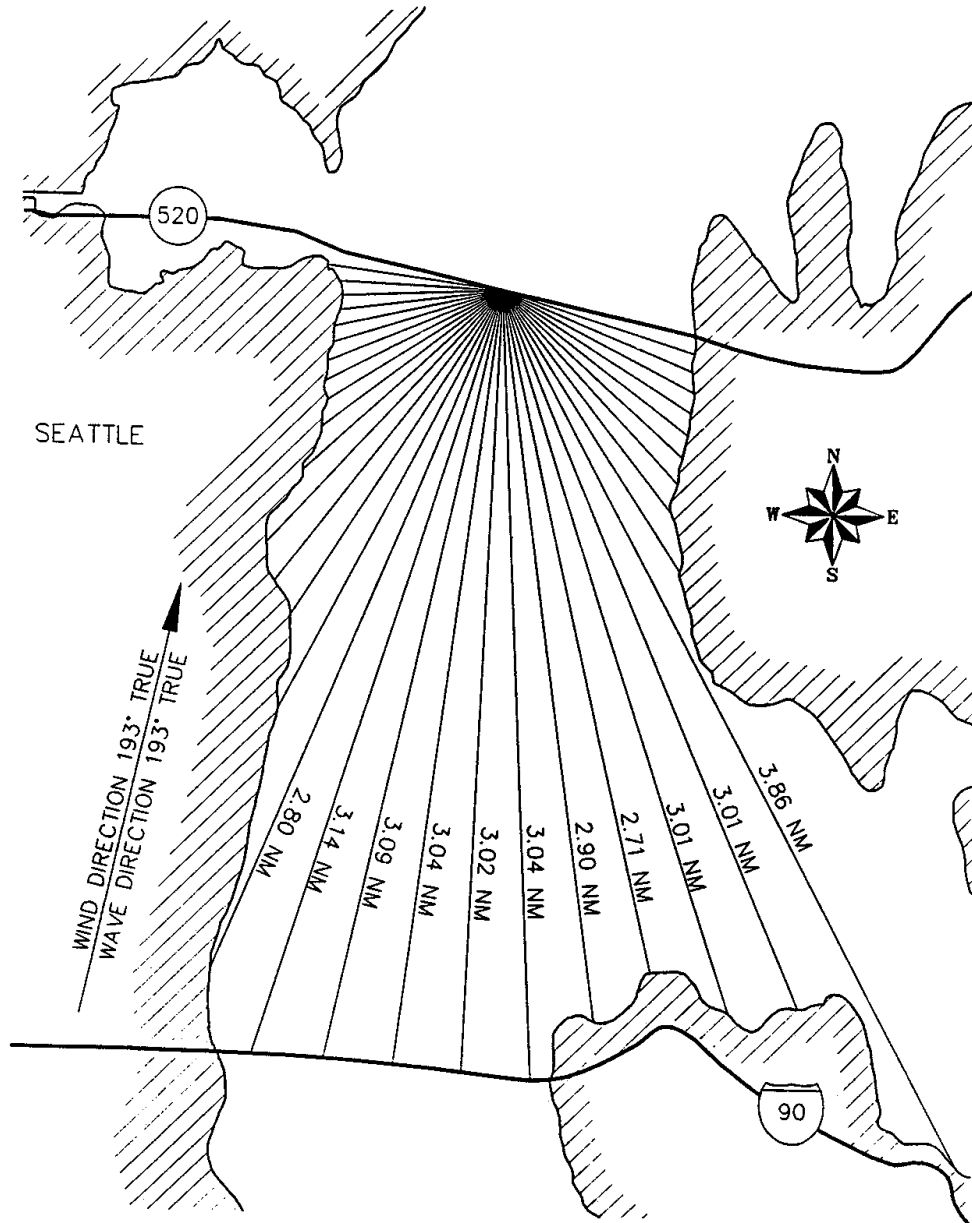 520
SEATTLE
N
W
E
S
WIND DIRECTION 193° TRUE
WAVE DIRECTION 193° TRUE
2.80 NM
3.14 NM
3.09 NM
3.04 NM
3.02 NM
3.04 NM
2.90 NM
2.71 NM
3.01 NM
3.01 NM
3.86 NM
90